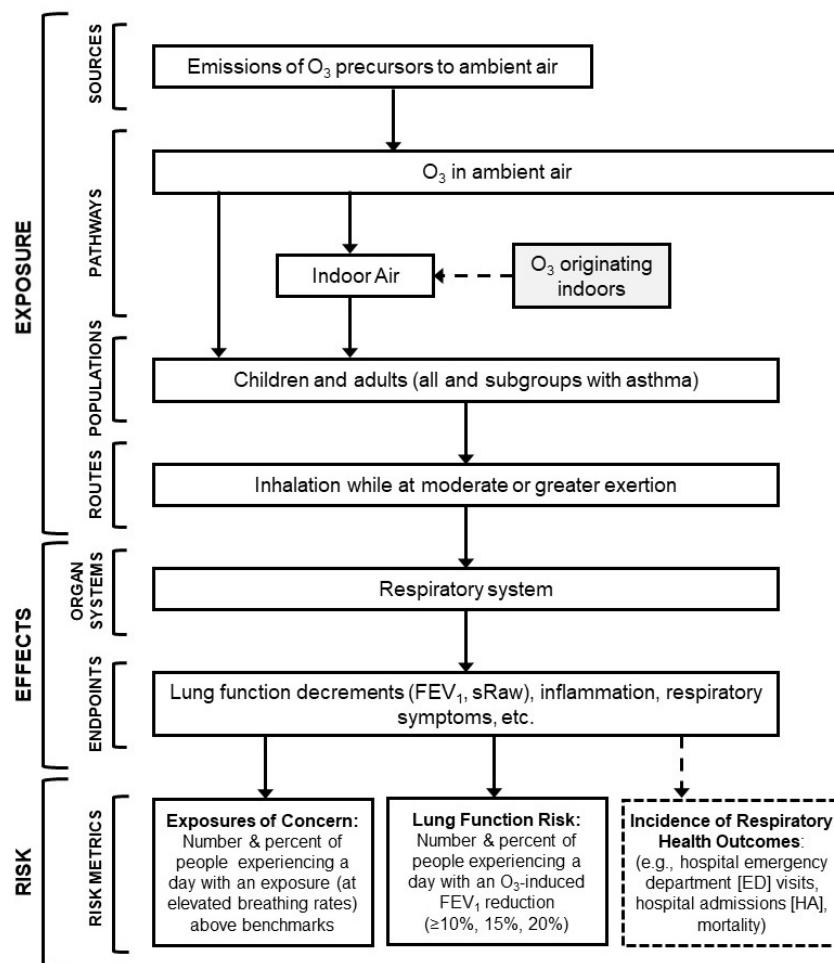 EXPOSURE
SOURCES
Emissions of O₃ precursors to ambient air
PATHWAYS
O₃ in ambient air
Indoor Air
O₃ originating
indoors
POPULATIONS
Children and adults (all and subgroups with asthma)
ROUTES
Inhalation while at moderate or greater exertion
EFFECTS
ORGAN
SYSTEMS
Respiratory system
ENDPOINTS
Lung function decrements (FEV₁, sRaw), inflammation, respiratory
symptoms, etc.
RISK
RISK METRICS
Exposures of Concern:
Number & percent of
people experiencing a
day with an exposure (at
elevated breathing rates)
above benchmarks
Lung Function Risk:
Number & percent of
people experiencing a
day with an O₃-induced
FEV₁ reduction
(≥10%, 15%, 20%)
Incidence of Respiratory
Health Outcomes:
(e.g., hospital emergency
department [ED] visits,
hospital admissions [HA],
mortality)